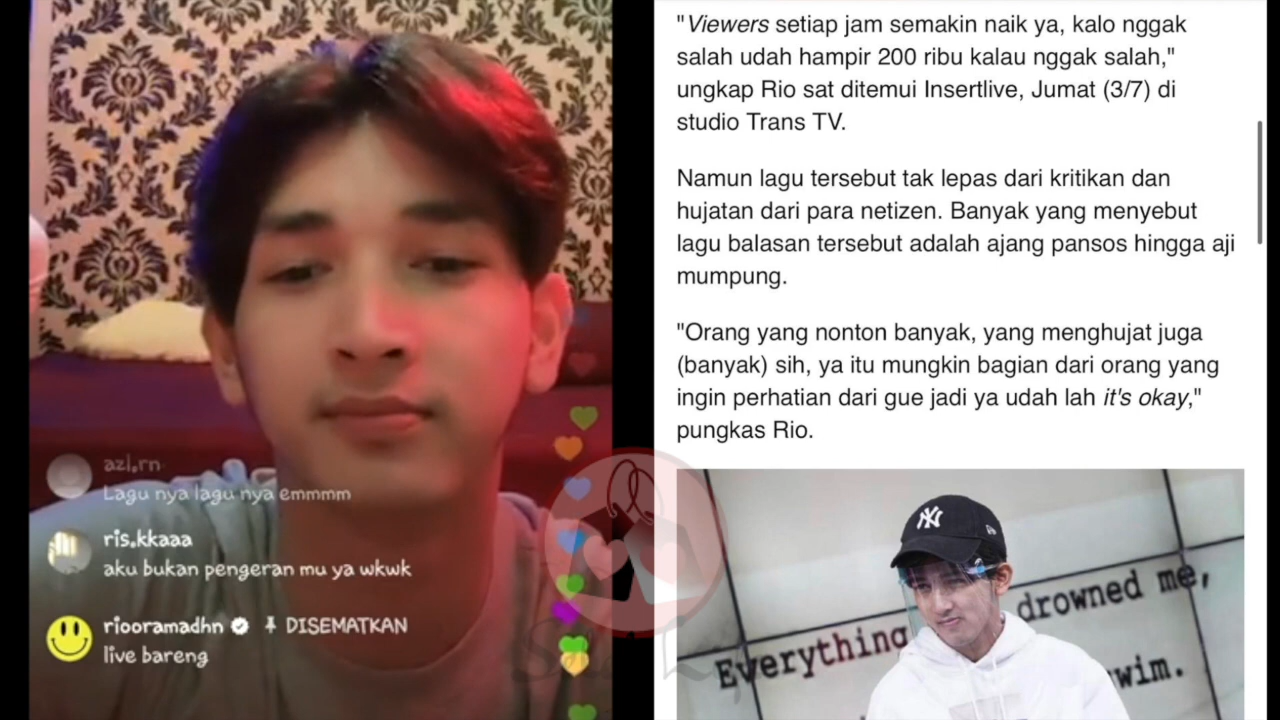 azl.rn
Lagu nya lagu nya emmmm
ris.kkaaa
aku bukan pengeran mu ya wkwk
riooramadhn DISEMATKAN
live bareng
"Viewers setiap jam semakin naik ya, kalo nggak
salah udah hampir 200 ribu kalau nggak salah,"
ungkap Rio sat ditemui Insertlive, Jumat (3/7) di
studio Trans TV.
Namun lagu tersebut tak lepas dari kritikan dan
hujatan dari para netizen. Banyak yang menyebut
lagu balasan tersebut adalah ajang pansos hingga aji
mumpung.
"Orang yang nonton banyak, yang menghujat juga
(banyak) sih, ya itu mungkin bagian dari orang yang
ingin perhatian dari gue jadi ya udah lah it's okay,"
pungkas Rio.
NY
Everything drowned me,
swim.